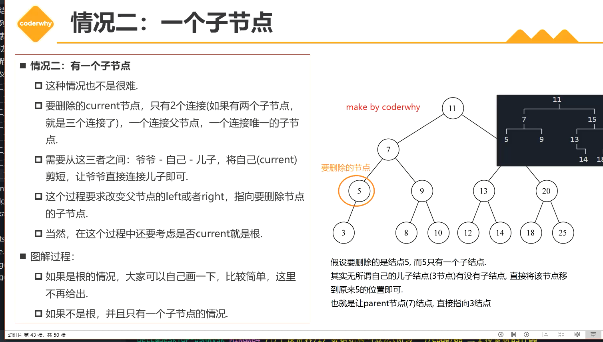 coderwhy
情况二：一个子节点
情况二：有一个子节点
这种情况也不是很难.
要删除的current节点，只有2个连接(如果有两个子节点，
就是三个连接了)，一个连接父节点，一个连接唯一的子节
点.
需要从这三者之间：爷爷 - 自己 - 儿子，将自己(current)
剪短，让爷爷直接连接儿子即可.
这个过程要求改变父节点的left或者right，指向要删除节点
的子节点.
当然，在这个过程中还要考虑是否current就是根.
图解过程：
如果是根的情况，大家可以自己画一下，比较简单，这里
不再给出.
如果不是根，并且只有一个子节点的情况.
make by coderwhy
11
7
要删除的节点
5
9
13
20
3
8
10
12
14
18
25
11
7
15
5
9
13
14
假设要删除的是结点5, 而5只有一个子结点.
其实无所谓自己的儿子结点(3节点)有没有子结点, 直接将该节点移
到原来5的位置即可.
也就是让parent节点(7)结点, 直接指向3结点